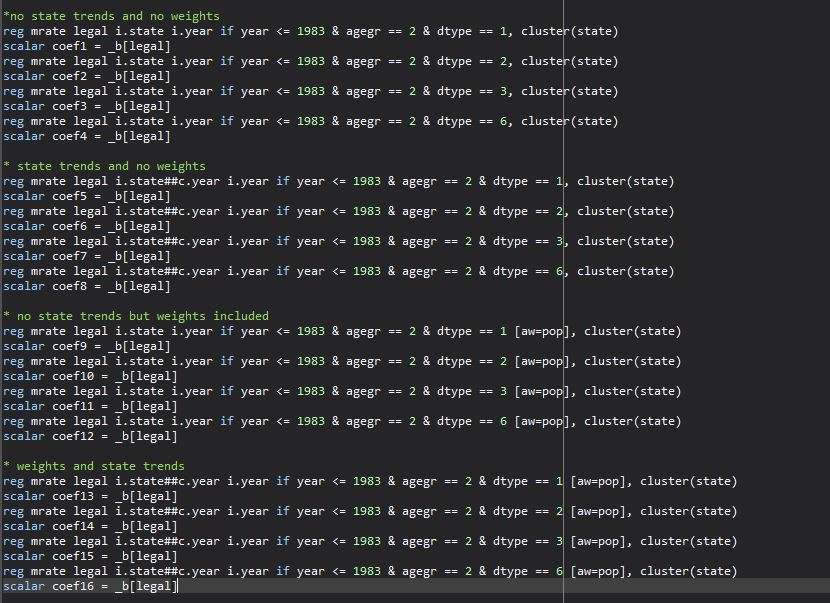 *no state trends and no weights
reg mrate legal i.state i.year if year <= 1983 & agegr == 2 & dtype == 1, cluster(state)
scalar coef1 = _b[legal]
reg mrate legal i.state i.year if year <= 1983 & agegr == 2 & dtype == 2, cluster(state)
scalar coef2 = _b[legal]
reg mrate legal i.state i.year if year <= 1983 & agegr == 2 & dtype == 3, cluster(state)
scalar coef3 = _b[legal]
reg mrate legal i.state i.year if year <= 1983 & agegr == 2 & dtype == 6, cluster(state)
scalar coef4 = _b[legal]
* state trends and no weights
reg mrate legal i.state##c.year i.year if year <= 1983 & agegr == 2 & dtype == 1, cluster(state)
scalar coef5 = _b[legal]
reg mrate legal i.state##c.year i.year if year <= 1983 & agegr == 2 & dtype == 2, cluster(state)
scalar coef6 = _b[legal]
reg mrate legal i.state##c.year i.year if year <= 1983 & agegr == 2 & dtype == 3, cluster(state)
scalar coef7 = _b[legal]
reg mrate legal i.state##c.year i.year if year <= 1983 & agegr == 2 & dtype == 6, cluster(state)
scalar coef8 = _b[legal]
* no state trends but weights included
reg mrate legal i.state i.year if year <= 1983 & agegr == 2 & dtype == 1 [aw=pop], cluster(state)
scalar coef9 = _b[legal]
reg mrate legal i.state i.year if year <= 1983 & agegr == 2 & dtype == 2 [aw=pop], cluster(state)
scalar coef10 = _b[legal]
reg mrate legal i.state i.year if year <= 1983 & agegr == 2 & dtype == 3 [aw=pop], cluster(state)
scalar coef11 = _b[legal]
reg mrate legal i.state i.year if year <= 1983 & agegr == 2 & dtype == 6 [aw=pop], cluster(state)
scalar coef12 = _b[legal]
* weights and state trends
reg mrate legal i.state##c.year i.year if year <= 1983 & agegr == 2 & dtype == 1 [aw=pop], cluster(state)
scalar coef13 = _b[legal]
reg mrate legal i.state##c.year i.year if year <= 1983 & agegr == 2 & dtype == 2 [aw=pop], cluster(state)
scalar coef14 = _b[legal]
reg mrate legal i.state##c.year i.year if year <= 1983 & agegr == 2 & dtype == 3 [aw=pop], cluster(state)
scalar coef15 = _b[legal]
reg mrate legal i.state##c.year i.year if year <= 1983 & agegr == 2 & dtype == 6 [aw=pop], cluster(state)
scalar coef16 = _b[legal]